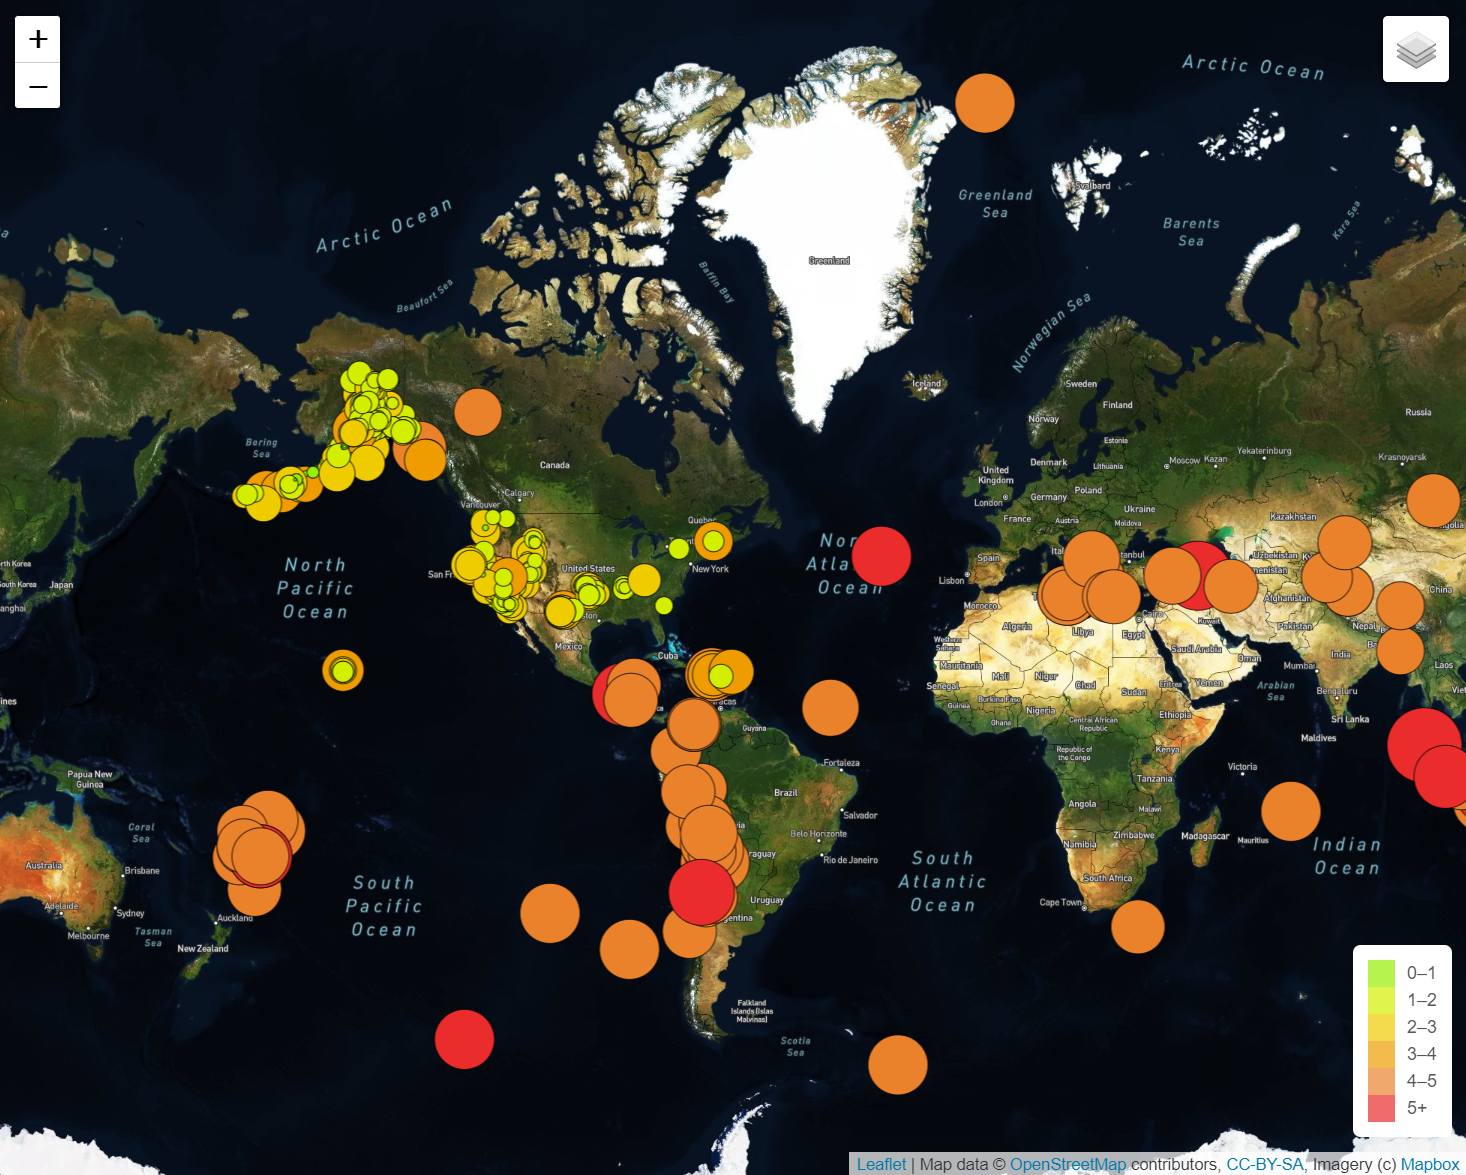 +
−
Arctic Ocean
Arctic Ocean
Greenland
Sea
Svalbard
Barents
Sea
Kara Sea
Greenland
Baffin Bay
Beaufort Sea
Norwegian Sea
Iceland
Sweden
Finland
Norway
Estonia
Russia
Bering
Sea
Canada
Calgary
Vancouver
Quebec
United
Kingdom
London
Denmark
Lithuania
Moscow
Kazan
Yekaterinburg
Krasnoyarsk
Germany
Poland
Ukraine
France
Austria
Moldova
Kazakhstan
Spain
Lisbon
Uzbekistan
Afghanistan
China
Japan
South Korea
New York
United States
San Fr
North
Pacific
Ocean
Nor
Atla
Ocean
Morocco
Algeria
Libya
Egypt
Cairo
Kuwait
Pakistan
Nepal
Western
Sahara
Mauritania
Mali
Niger
Chad
Sudan
Eritrea
Saudi Arabia
Oman
Yemen
Mumbai
India
Laos
Senegal
Burkina Faso
Guinea
Ghana
Nigeria
Central African
Republic
Ethiopia
Arabian
Sea
Bengaluru
Sri Lanka
Maldives
Mexico
Cuba
Guyana
Republic of
the Congo
Kenya
Tanzania
Victoria
Papua New
Guinea
Coral
Sea
Fortaleza
Brazil
Salvador
Belo Horizonte
Rio de Janeiro
Angola
Malawi
Zimbabwe
Namibia
Madagascar
Mauritius
Australia
Brisbane
Adelaide
Sydney
Melbourne
Tasman
Sea
Auckland
New Zealand
South
Pacific
Ocean
raguay
Uruguay
gentina
South
Atlantic
Ocean
South Africa
Cape Town
Indian
Ocean
Falkland
Islands (Islas
Malvinas)
Scotia
Sea
0–1
1–2
2–3
3–4
4–5
5+
Leaflet | Map data © OpenStreetMap contributors, CC-BY-SA, Imagery (c) Mapbox